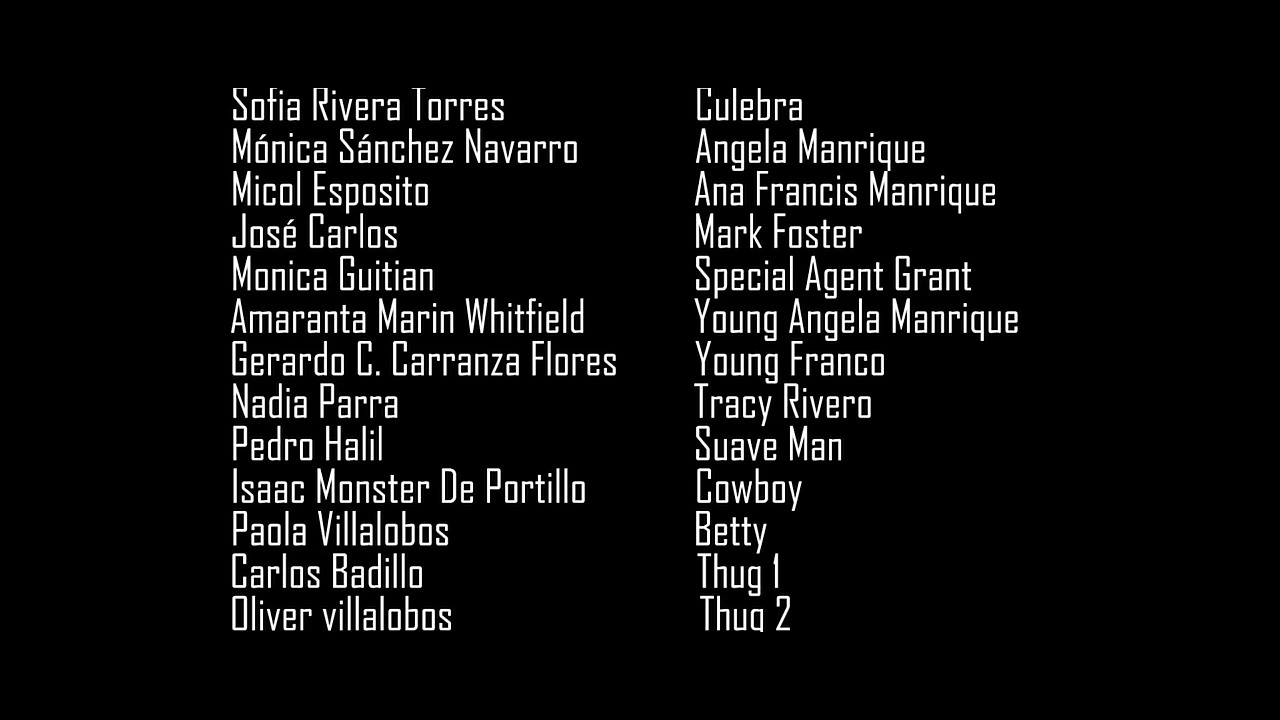 Sofia Rivera Torres Culebra
Mónica Sánchez Navarro Angela Manrique
Micol Esposito Ana Francis Manrique
José Carlos Mark Foster
Monica Guitian Special Agent Grant
Amaranta Marin Whitfield Young Angela Manrique
Gerardo C. Carranza Flores Young Franco
Nadia Parra Tracy Rivero
Pedro Halil Suave Man
Isaac Monster De Portillo Cowboy
Paola Villalobos Betty
Carlos Badillo Thug 1
Oliver villalobos Thug 2